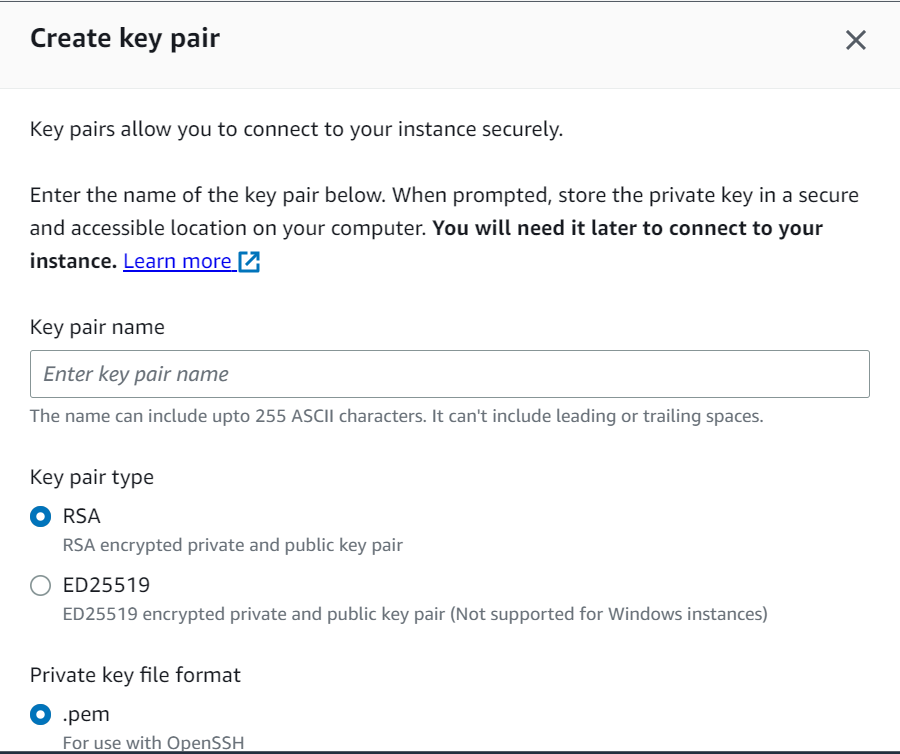 Create key pair
Key pairs allow you to connect to your instance securely.
Enter the name of the key pair below. When prompted, store the private key in a secure
and accessible location on your computer. You will need it later to connect to your
instance. Learn more
Key pair name
Enter key pair name
The name can include upto 255 ASCII characters. It can't include leading or trailing spaces.
Key pair type
RSA
RSA encrypted private and public key pair
ED25519
ED25519 encrypted private and public key pair (Not supported for Windows instances)
Private key file format
.pem
For use with OpenSSH